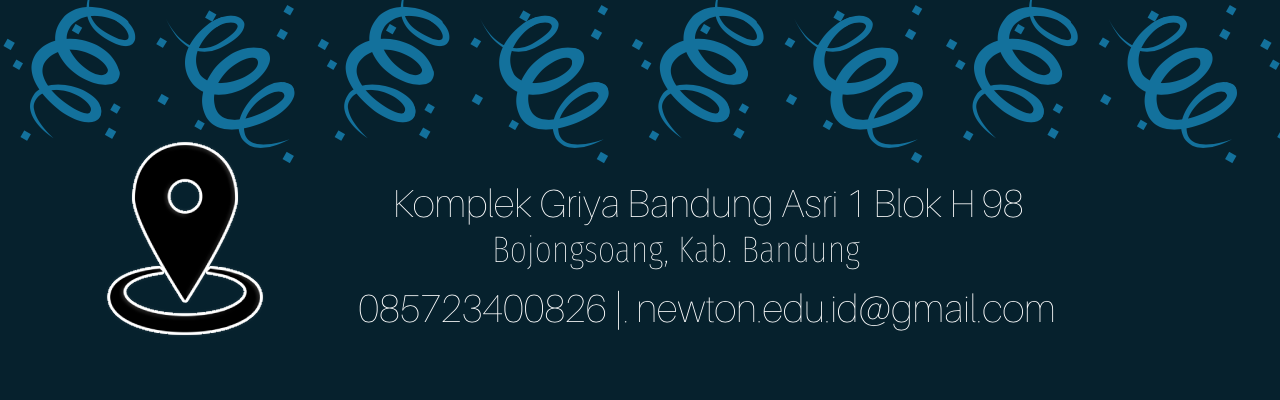 Komplek Griya Bandung Asri 1 Blok H 98
Bojongsoang, Kab. Bandung
085723400826 |. newton.edu.id@gmail.com